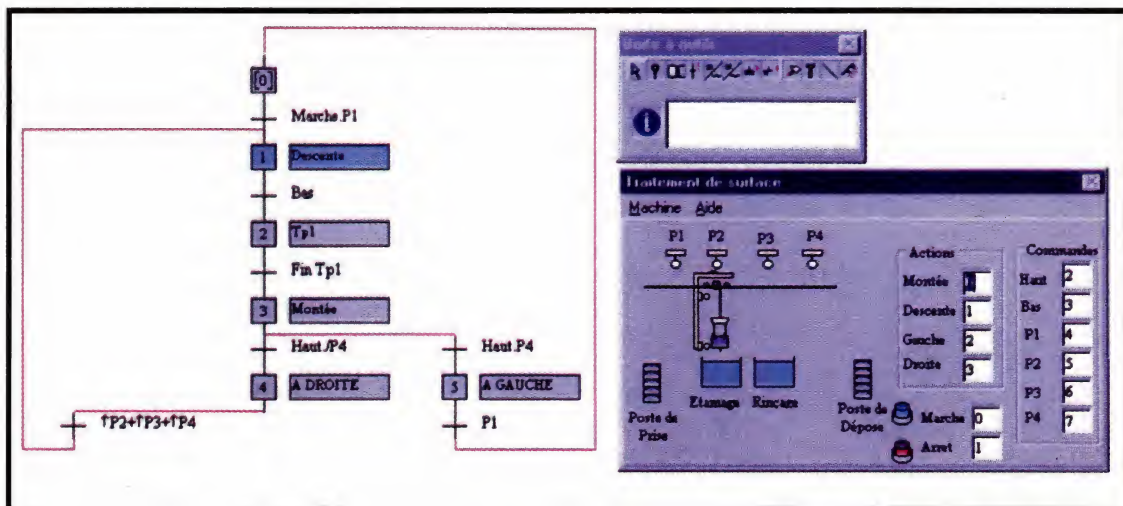 0
Marche.P1
1 Descente
Bas
2 Tp1
Fin Tp1
3 Montée
Haut./P4
Haut.P4
4 A DROITE
5 A GAUCHE
↑P2+↑P3+↑P4
P1
Boite à outils
Traitement de surface
Machine Aide
P1 P2 P3 P4
Etamage Rinçage
Poste de Prise
Poste de Dépose
Actions
Montée
Descente 1
Gauche 2
Droite 3
Marche 0
Arret 1
Commandes
Haut 2
Bas 3
P1 4
P2 5
P3 6
P4 7